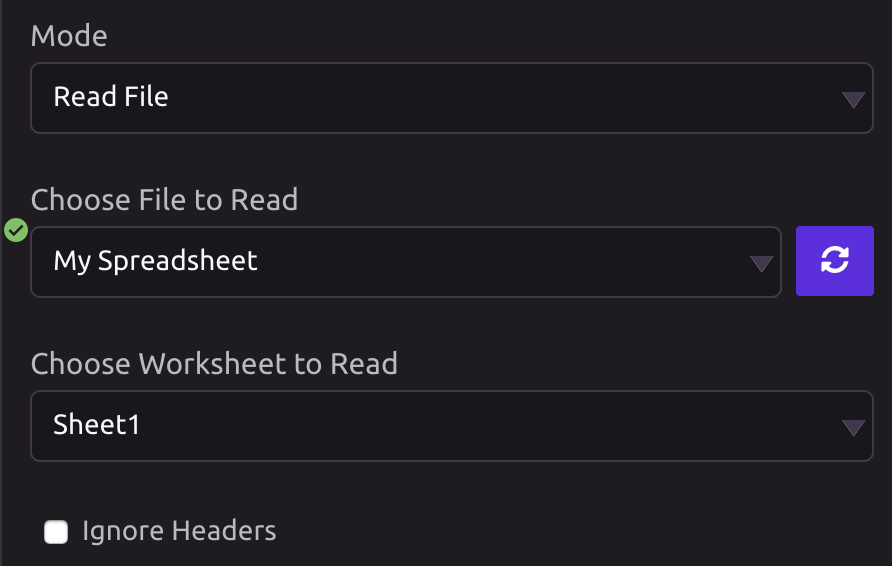 Mode
Read File
Choose File to Read
My Spreadsheet
Choose Worksheet to Read
Sheet1
Ignore Headers